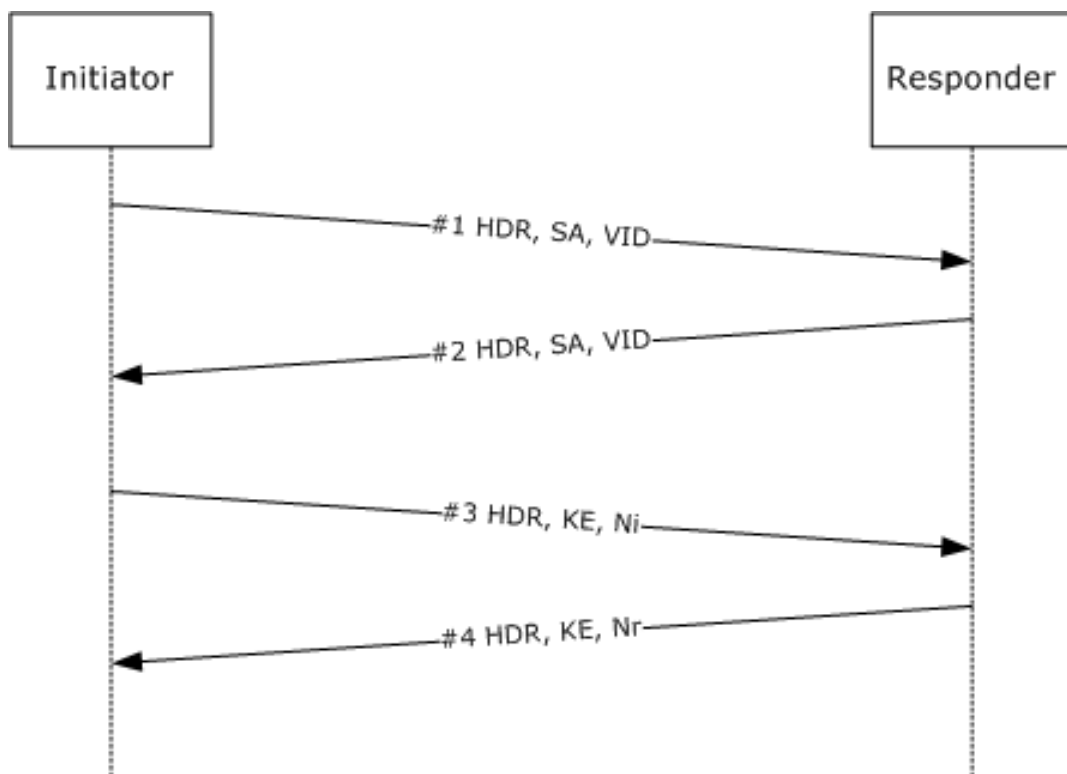 Initiator
Responder
#1 HDR, SA, VID
#2 HDR, SA, VID
#3 HDR, KE, Ni
#4 HDR, KE, Nr